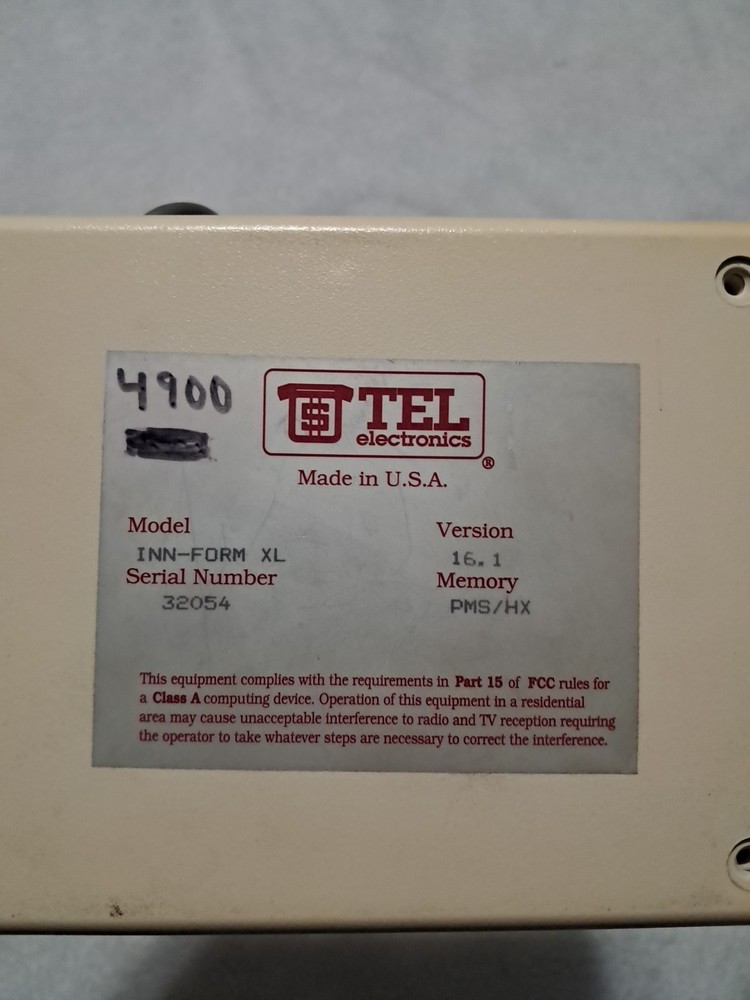 4900
TEL
electronics
®
Made in U.S.A.
Model
INN-FORM XL
Serial Number
32054
Version
16.1
Memory
PMS/HX
This equipment complies with the requirements in Part 15 of FCC rules for
a Class A computing device. Operation of this equipment in a residential
area may cause unacceptable interference to radio and TV reception requiring
the operator to take whatever steps are necessary to correct the interference.